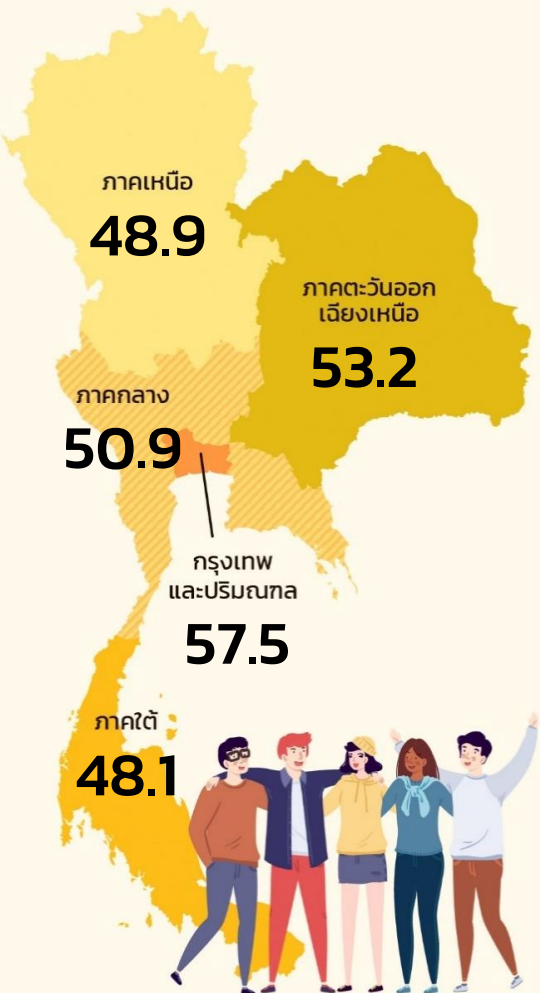 ภาคเหนือ
48.9
ภาคตะวันออก
เฉียงเหนือ
53.2
ภาคกลาง
50.9
กรุงเทพ
และปริมณฑล
57.5
ภาคใต้
48.1